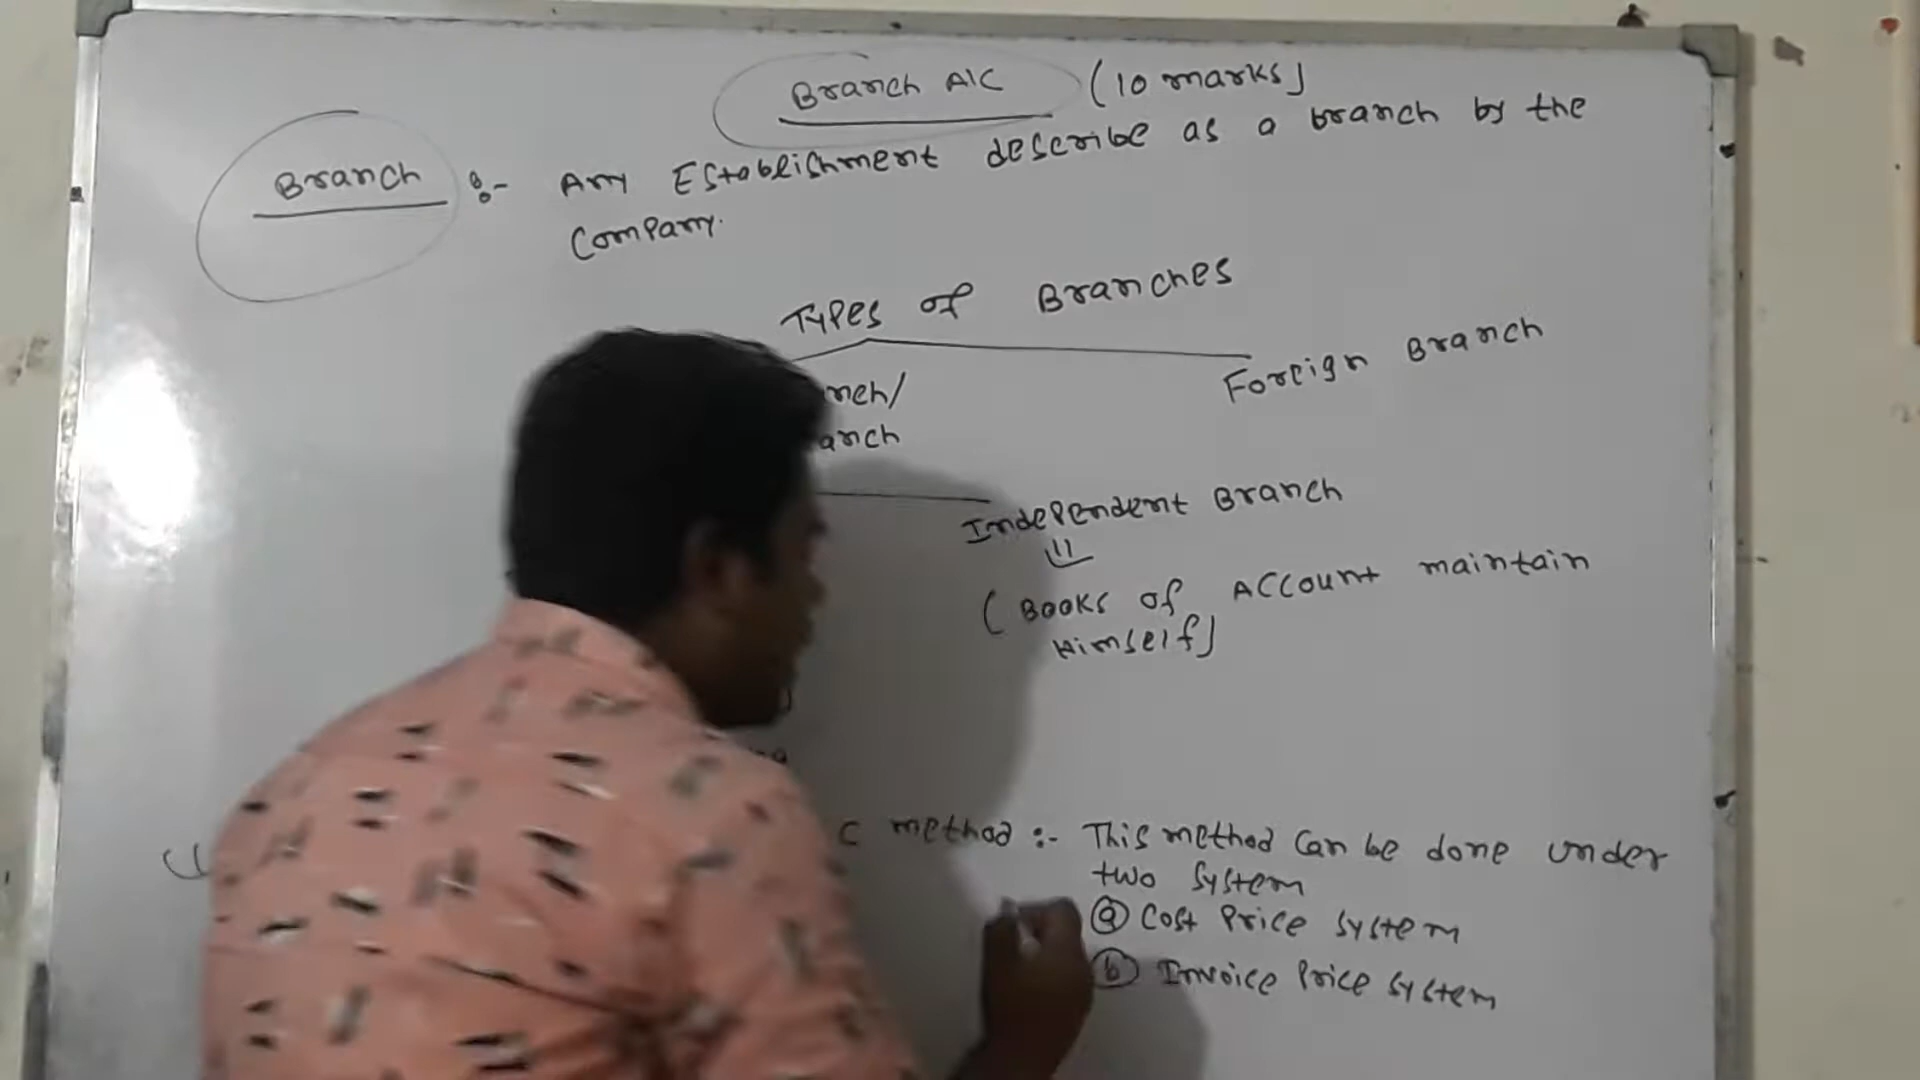 Branch A/C (10 marks)
Branch :- Any Establishment describe as a branch by the
Company.
Types of Branches
Foreign Branch
Independent Branch
(Books of Account maintain
Himself)
C method :- This method Can be done under
two system
(a) Cost Price system
(b) Invoice Price system